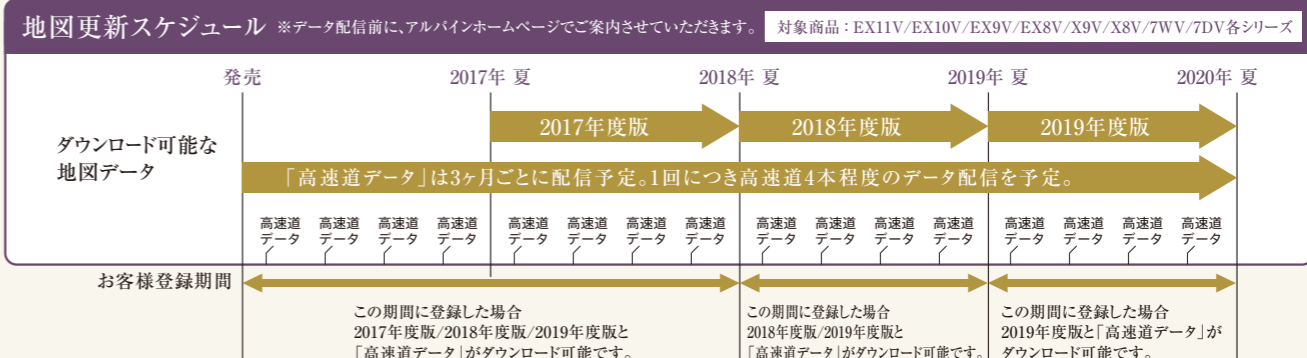 地図更新スケジュール ※データ配信前に、アルパインホームページでご案内させていただきます。 対象商品：EX11V/EX10V/EX9V/EX8V/X9V/X8V/7WV/7DV各シリーズ
発売 2017年 夏 2018年 夏 2019年 夏 2020年 夏
2017年度版 2018年度版 2019年度版
ダウンロード可能な
地図データ
「高速道データ」は3ヶ月ごとに配信予定。1回につき高速道4本程度のデータ配信を予定。
高速道 高速道 高速道 高速道 高速道 高速道 高速道 高速道 高速道 高速道 高速道 高速道 高速道 高速道 高速道 高速道
データ データ データ データ データ データ データ データ データ データ データ データ データ データ データ データ
お客様登録期間
この期間に登録した場合
2017年度版/2018年度版/2019年度版と
「高速道データ」がダウンロード可能です。
この期間に登録した場合
2018年度版/2019年度版と
「高速道データ」がダウンロード可能です。
この期間に登録した場合
2019年度版と「高速道データ」が
ダウンロード可能です。